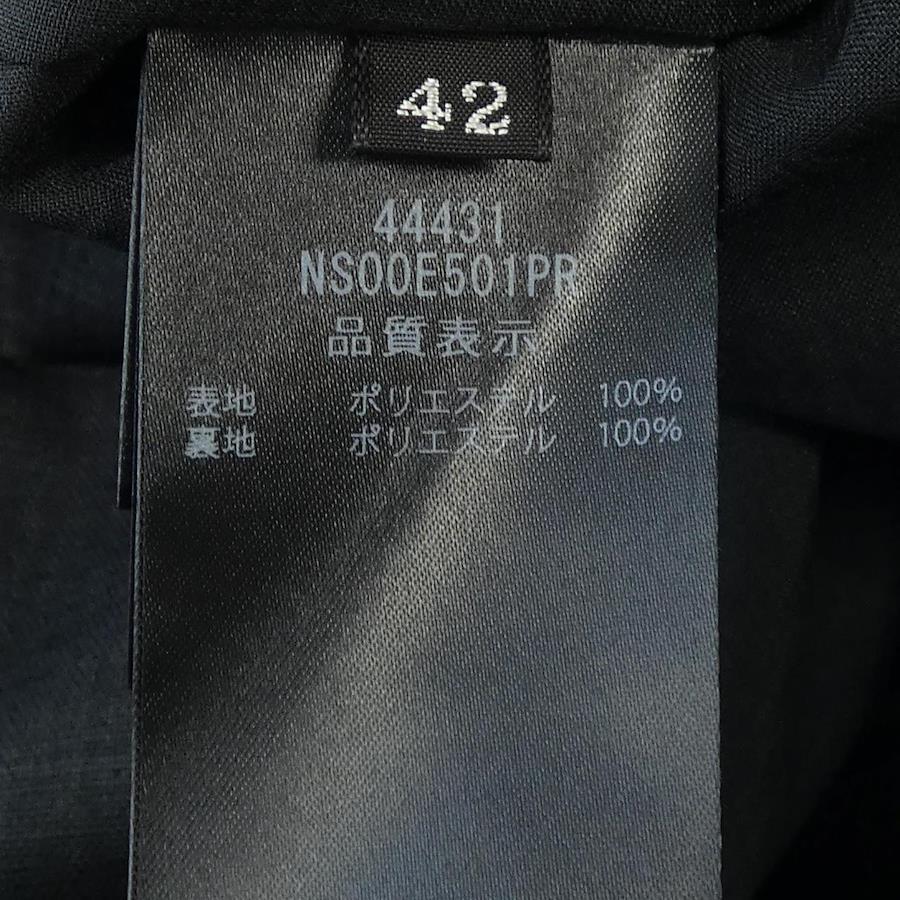 42
44431
NS00E501PR
品質表示
表地 ポリエステル 100%
裏地 ポリエステル 100%